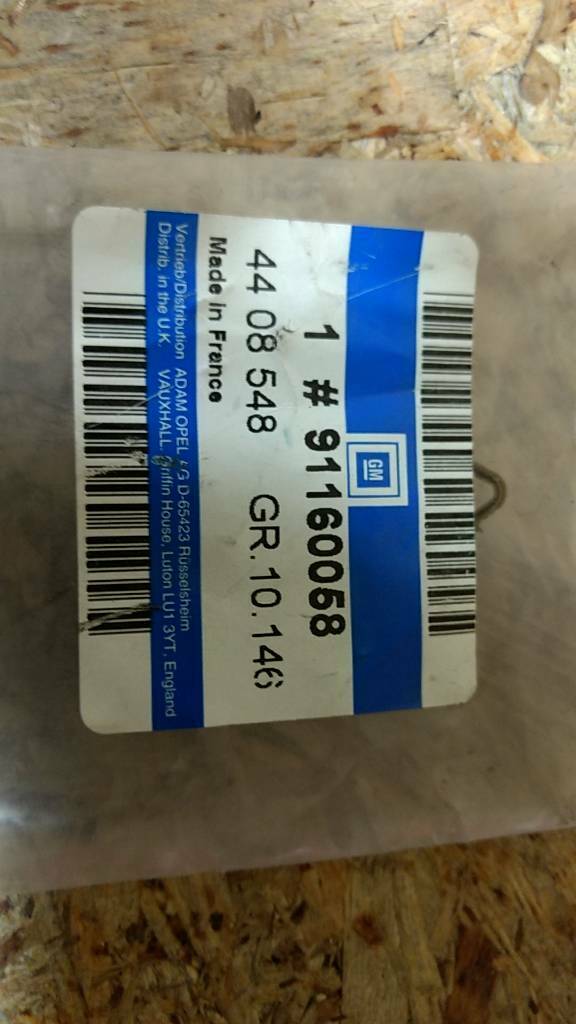 GM
1 # 91160058
44 08 548 GR.10.146
Made in France
Vertrieb/Distribution ADAM OPEL AG D-65423 Rüsselsheim
Distrib. in the U.K. VAUXHALL. Griffin House, Luton LU1 3YT, England